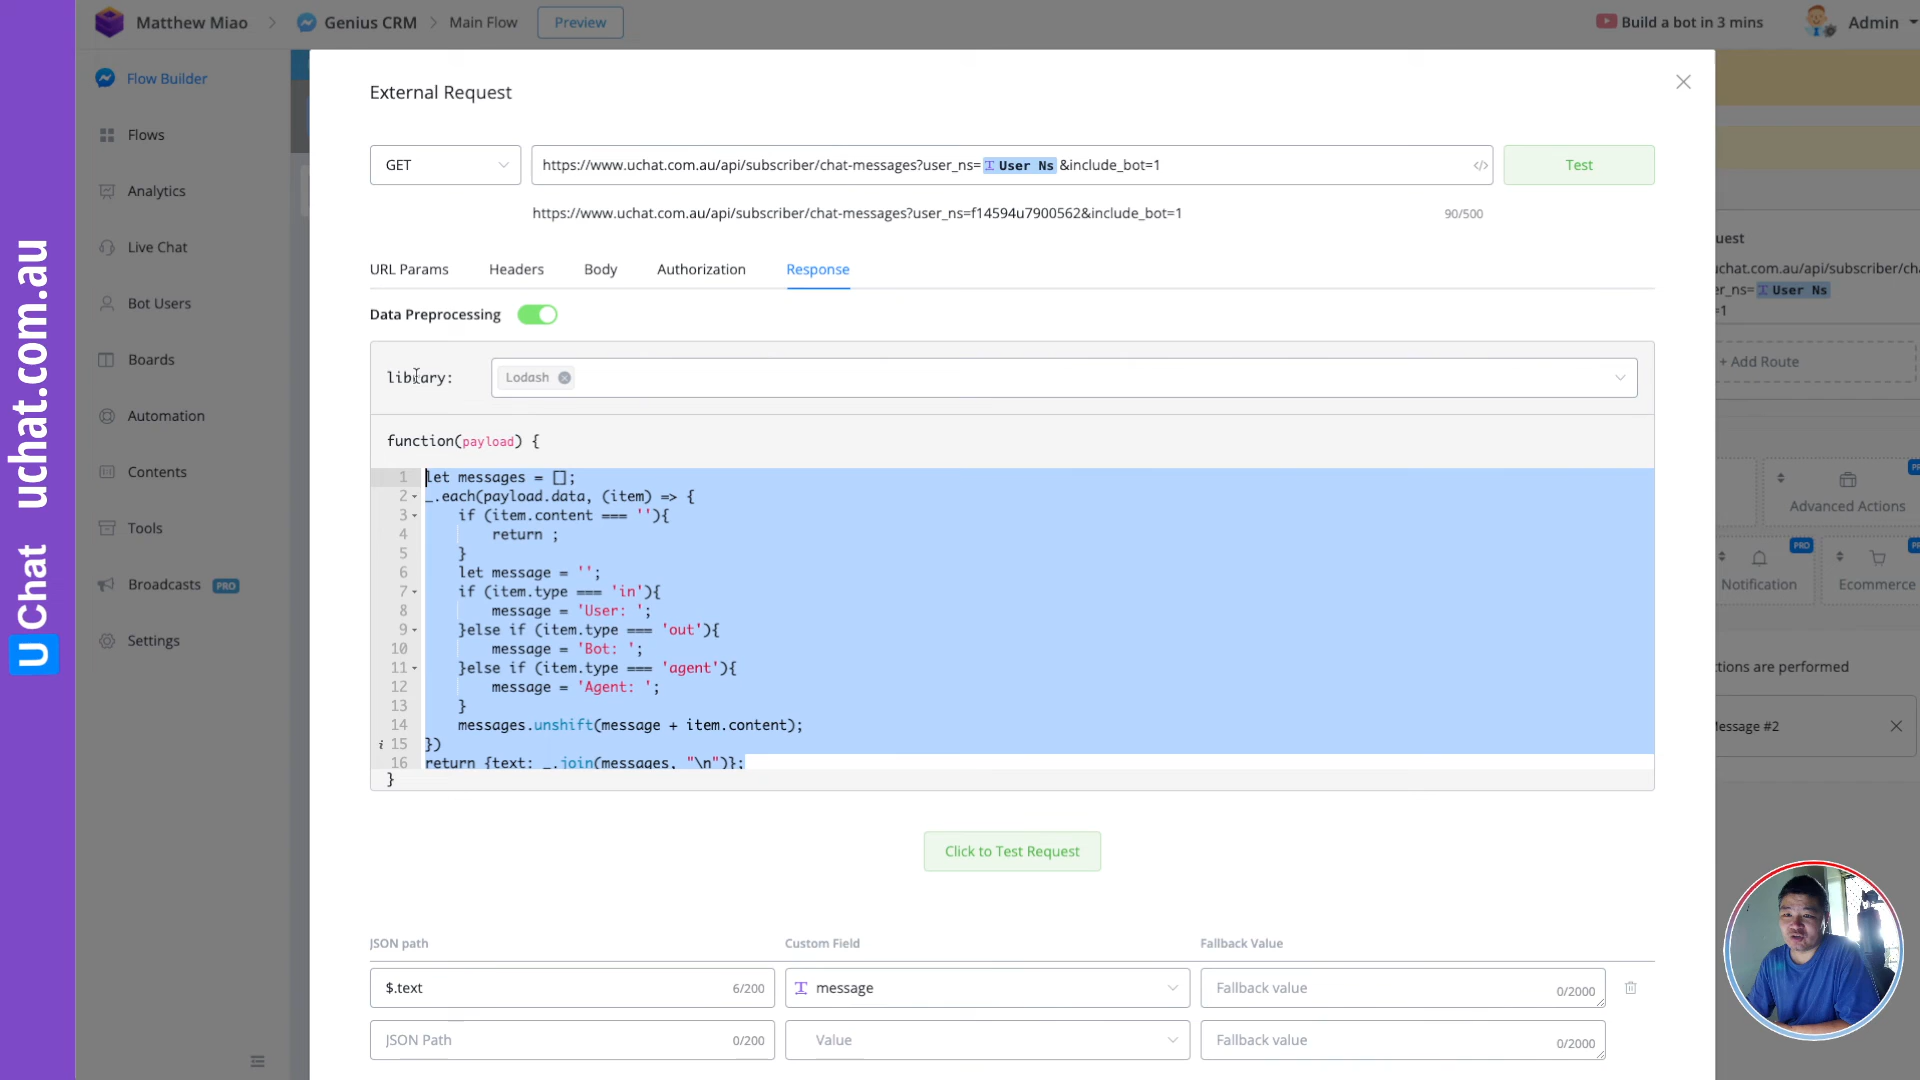 UChat uchat.com.au
Matthew Miao > Genius CRM > Main Flow Preview
Build a bot in 3 mins Admin
Flow Builder
Flows
Analytics
Live Chat
Bot Users
Boards
Automation
Contents
Tools
Broadcasts PRO
Settings
External Request
GET https://www.uchat.com.au/api/subscriber/chat-messages?user_ns= User Ns &include_bot=1 Test
https://www.uchat.com.au/api/subscriber/chat-messages?user_ns=f14594u7900562&include_bot=1 90/500
URL Params Headers Body Authorization Response
Data Preprocessing
library: Lodash
function(payload) {
1 let messages = [];
2 _.each(payload.data, (item) => {
3 if (item.content === ''){
4 return ;
5 }
6 let message = '';
7 if (item.type === 'in'){
8 message = 'User: ';
9 }else if (item.type === 'out'){
10 message = 'Bot: ';
11 }else if (item.type === 'agent'){
12 message = 'Agent: ';
13 }
14 messages.unshift(message + item.content);
15 })
16 return {text: _.join(messages, "\n")};
}
Click to Test Request
JSON path Custom Field Fallback Value
$.text 6/200 message Fallback value 0/2000
JSON Path 0/200 Value Fallback value 0/2000
uest
uchat.com.au/api/subscriber/cha
er_ns= User Ns
=1
+ Add Route
Advanced Actions
PRO
Notification
Ecommerce
ctions are performed
Message #2